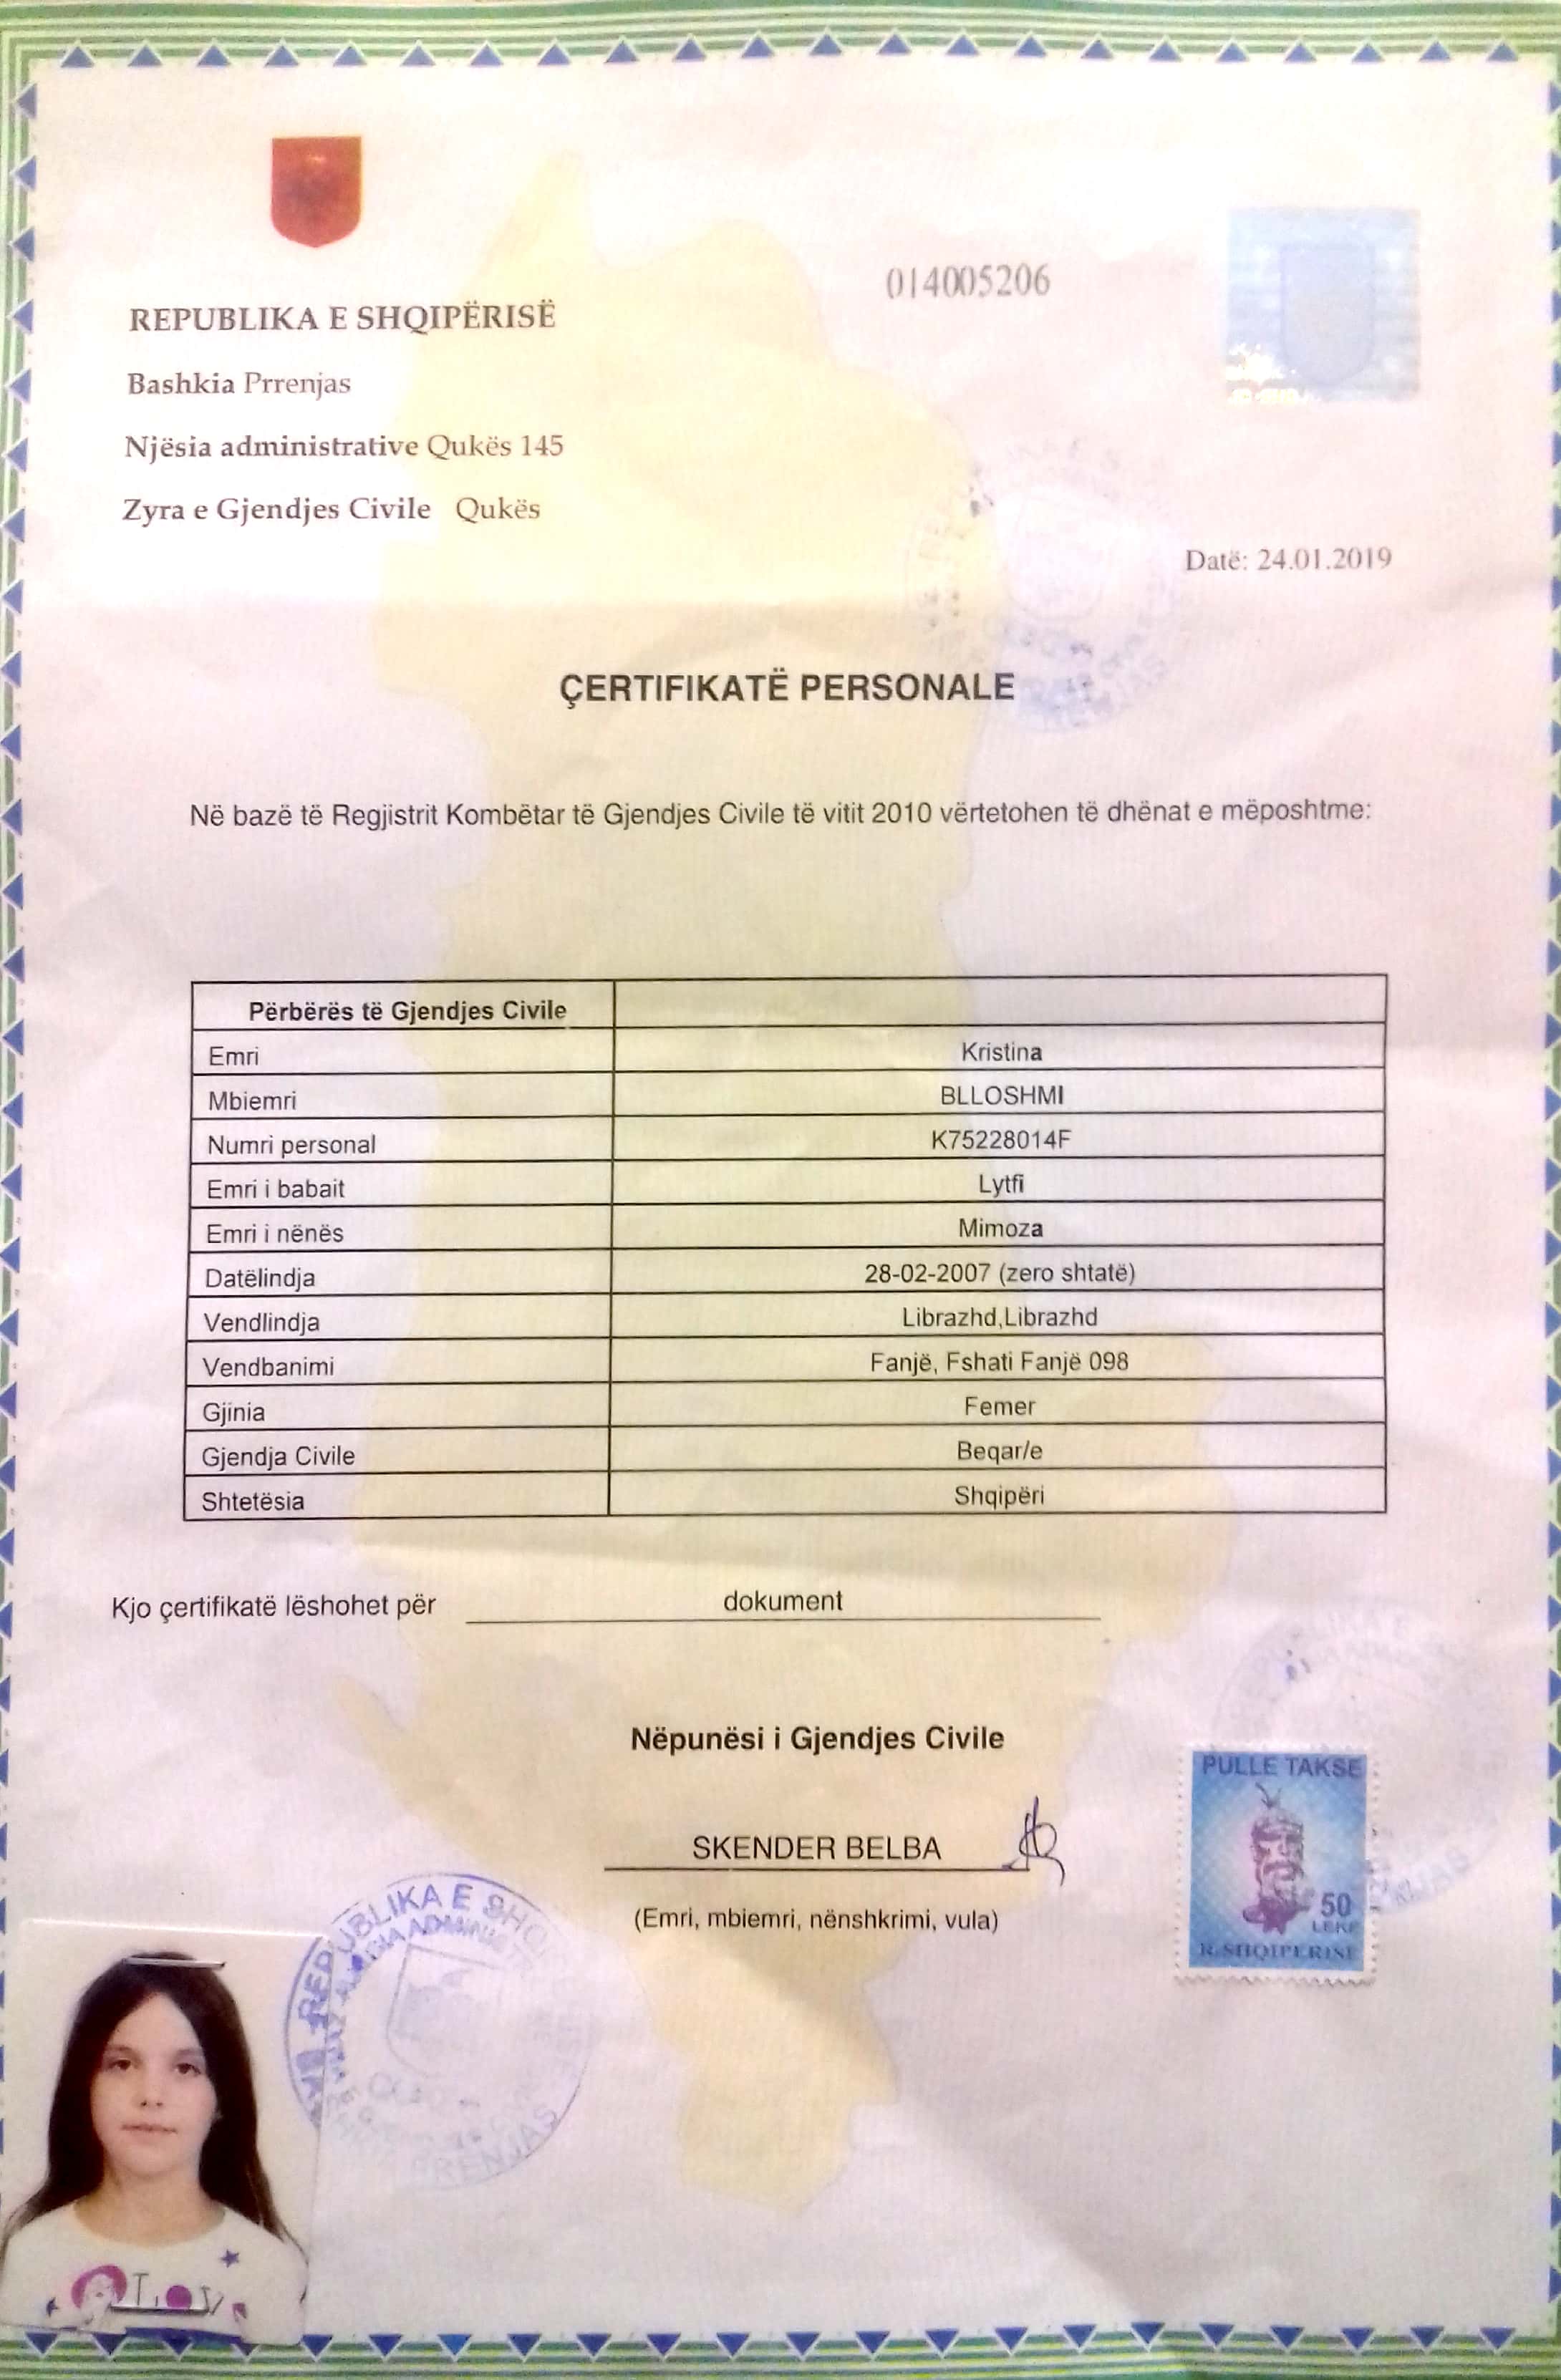 014005206
REPUBLIKA E SHQIPËRISË
Bashkia Prrenjas
Njësia administrative Qukës 145
Zyra e Gjendjes Civile Qukës
Datë: 24.01.2019
ÇERTIFIKATË PERSONALE
Në bazë të Regjistrit Kombëtar të Gjendjes Civile të vitit 2010 vërtetohen të dhënat e mëposhtme:
Përbërës të Gjendjes Civile
Emri Kristina
Mbiemri BLLOSHMI
Numri personal K75228014F
Emri i babait Lytfi
Emri i nënës Mimoza
Datëlindja 28-02-2007 (zero shtatë)
Vendlindja Librazhd,Librazhd
Vendbanimi Fanjë, Fshati Fanjë 098
Gjinia Femer
Gjendja Civile Beqar/e
Shtetësia Shqipëri
Kjo çertifikatë lëshohet për dokument
Nëpunësi i Gjendjes Civile
SKENDER BELBA
(Emri, mbiemri, nënshkrimi, vula)
PULLE TAKSE
50
LEKE
R.SHQIPERISE
REPUBLIKA E